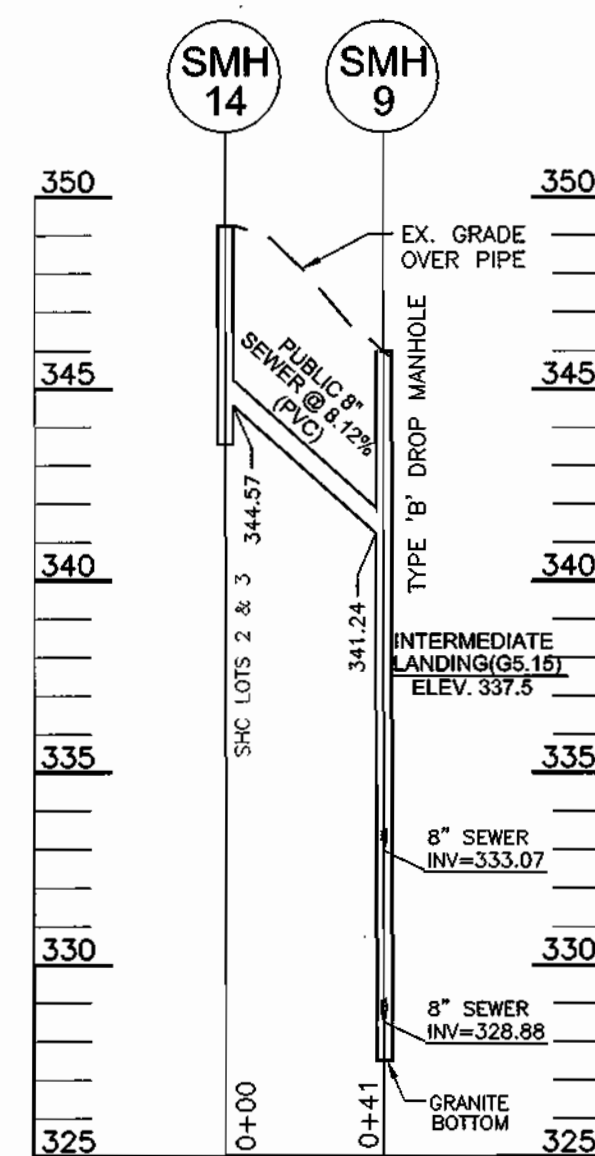 SMH
14
SMH
9
350
350
EX. GRADE
OVER PIPE
PUBLIC 8"
SEWER @ 8.12%
(PVC)
TYPE 'B' DROP MANHOLE
345
345
344.57
340
340
341.24
SHC LOTS 2 & 3
INTERMEDIATE
LANDING(G5.15)
ELEV. 337.5
335
335
8" SEWER
INV=333.07
330
330
8" SEWER
INV=328.88
0+00
0+41
GRANITE
BOTTOM
325
325